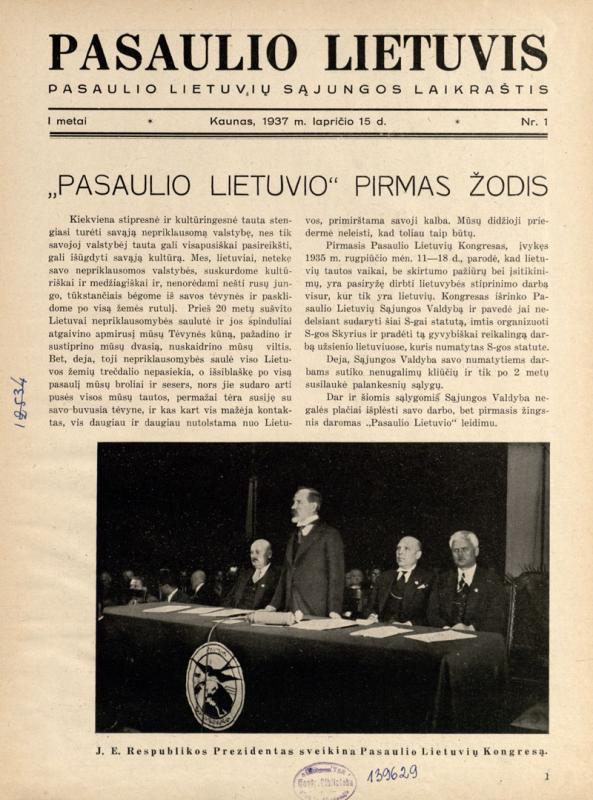 PASAULIO LIETUVIS
PASAULIO LIETUVIŲ SĄJUNGOS LAIKRAŠTIS
I metai * Kaunas, 1937 m. lapričio 15 d. * Nr. 1
„PASAULIO LIETUVIO“ PIRMAS ŽODIS
Kiekviena stipresnė ir kultūringesnė tauta sten-
giasi turėti savąją nepriklausomą valstybę, nes tik
savojoj valstybėj tauta gali visapusiškai pasireikšti,
gali išugdyti savąją kultūrą. Mes, lietuviai, netekę
savo nepriklausomos valstybės, suskurdome kultū-
riškai ir medžiagiškai ir, nenorėdami nešti rusų jun-
go, tūkstančiais bėgome iš savos tėvynės ir paskli-
dome po visą žemės rutulį. Prieš 20 metų sušvito
Lietuvai nepriklausomybės saulutė ir jos spinduliai
atgaivino apmirusį mūsų Tėvynės kūną, pažadino ir
sustiprino mūsų dvasią, nuskaidrino mūsų viltis.
Bet, deja, toji nepriklausomybės saulė viso Lietu-
vos žemių trečdalio nepasiekia, o išsiblaškę po visą
pasaulį mūsų broliai ir sesers, nors jie sudaro arti
pusės visos mūsų tautos, permažai tėra susiję su
savo buvusia tėvyne, ir kas kart vis mažėja kontak-
tas, vis daugiau ir daugiau nutolstama nuo Lietu-
vos, primirštama savoji kalba. Mūsų didžioji prie-
dermė neleisti, kad toliau taip būtų.
Pirmasis Pasaulio Lietuvių Kongresas, įvykęs
1935 m. rugpiučio mėn. 11—18 d., parodė, kad lietu-
vių tautos vaikai, be skirtumo pažiūrų bei įsitikini-
mų, yra pasiryžę dirbti lietuvybės stiprinimo darbą
visur, kur tik yra lietuvių. Kongresas išrinko Pa-
saulio Lietuvių Sąjungos Valdybą ir pavedė jai ne-
delsiant sudaryti šiai S-gai statutą, imtis organizuoti
S-gos Skyrius ir pradėti tą gyvybiškai reikalingą dar-
bą užsienio lietuviuose, kuris numatytas S-gos statute.
Deja, Sąjungos Valdyba savo numatytiems dar-
bams sutiko nenugalimų kliūčių ir tik po 2 metų
susilaukė palankesnių sąlygų.
Dar ir šiomis sąlygomis Sąjungos Valdyba ne-
galės plačiai išplėsti savo darbo, bet pirmasis žings-
nis daromas „Pasaulio Lietuvio“ leidimu.
J. E. Respublikos Prezidentas sveikina Pasaulio Lietuvių Kongresą.
139629
1